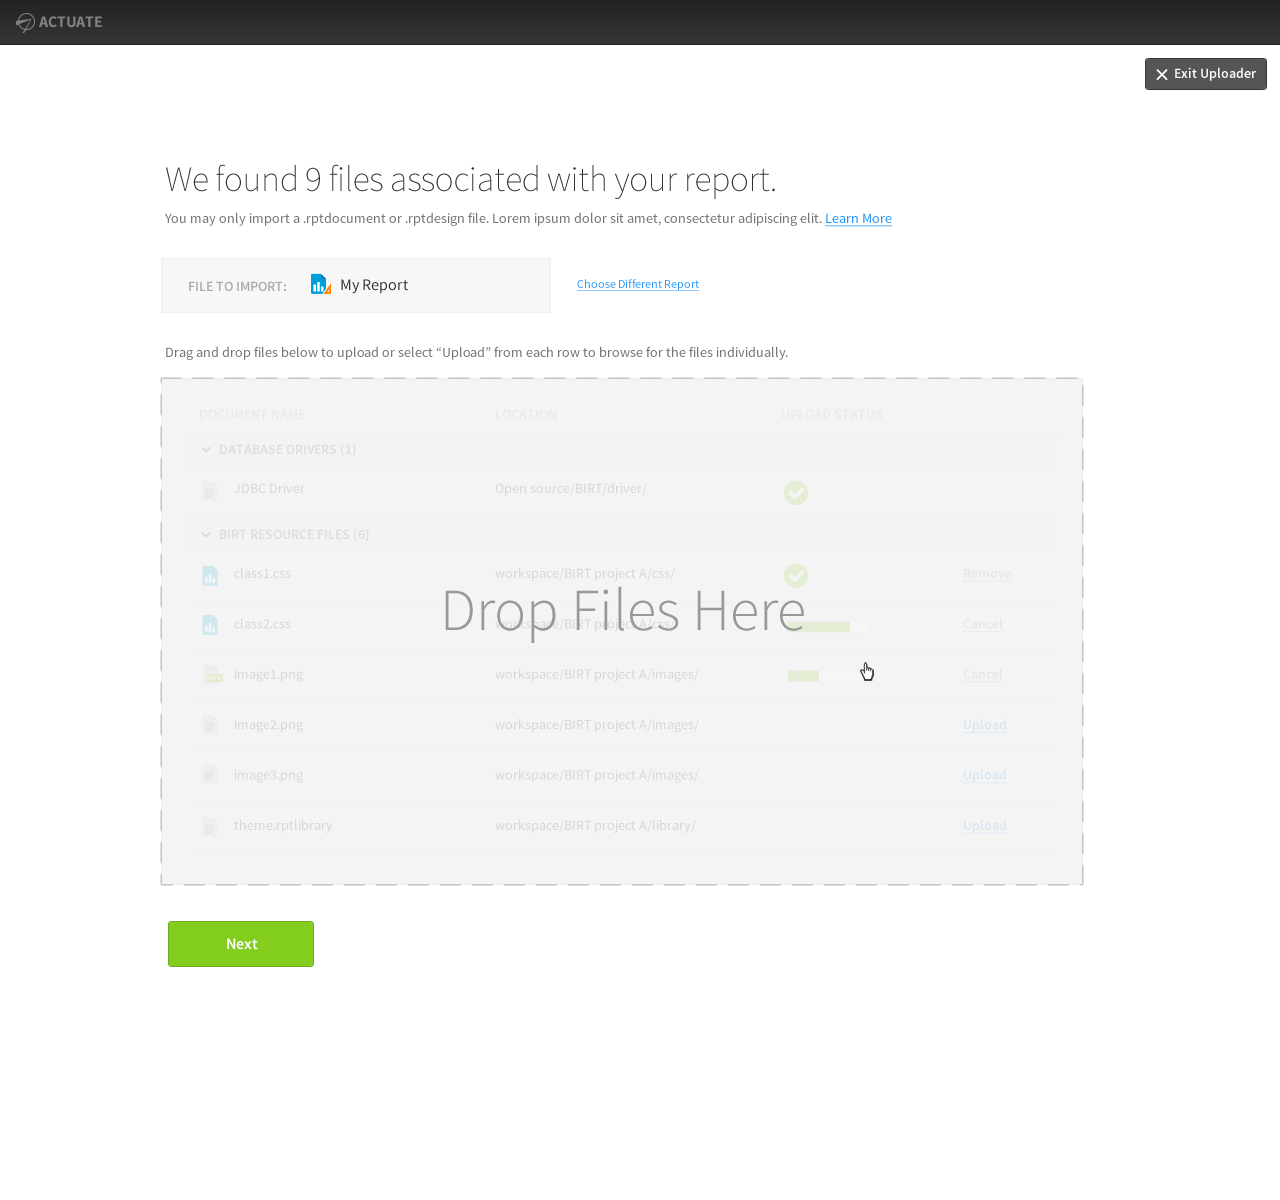 ACTUATE
Exit Uploader
We found 9 files associated with your report.
You may only import a .rptdocument or .rptdesign file. Lorem ipsum dolor sit amet, consectetur adipiscing elit. Learn More
FILE TO IMPORT: My Report Choose Different Report
Drag and drop files below to upload or select “Upload” from each row to browse for the files individually.
DOCUMENT NAME LOCATION UPLOAD STATUS
DATABASE DRIVERS (1)
JDBC Driver Open source/BIRT/driver/
BIRT RESOURCE FILES (6)
class1.css workspace/BIRT project A/css/ Remove
Drop Files Here
class2.css workspace/BIRT project A/css/ Cancel
image1.png workspace/BIRT project A/images/ Cancel
image2.png workspace/BIRT project A/images/ Upload
image3.png workspace/BIRT project A/images/ Upload
theme.rptlibrary workspace/BIRT project A/library/ Upload
Next